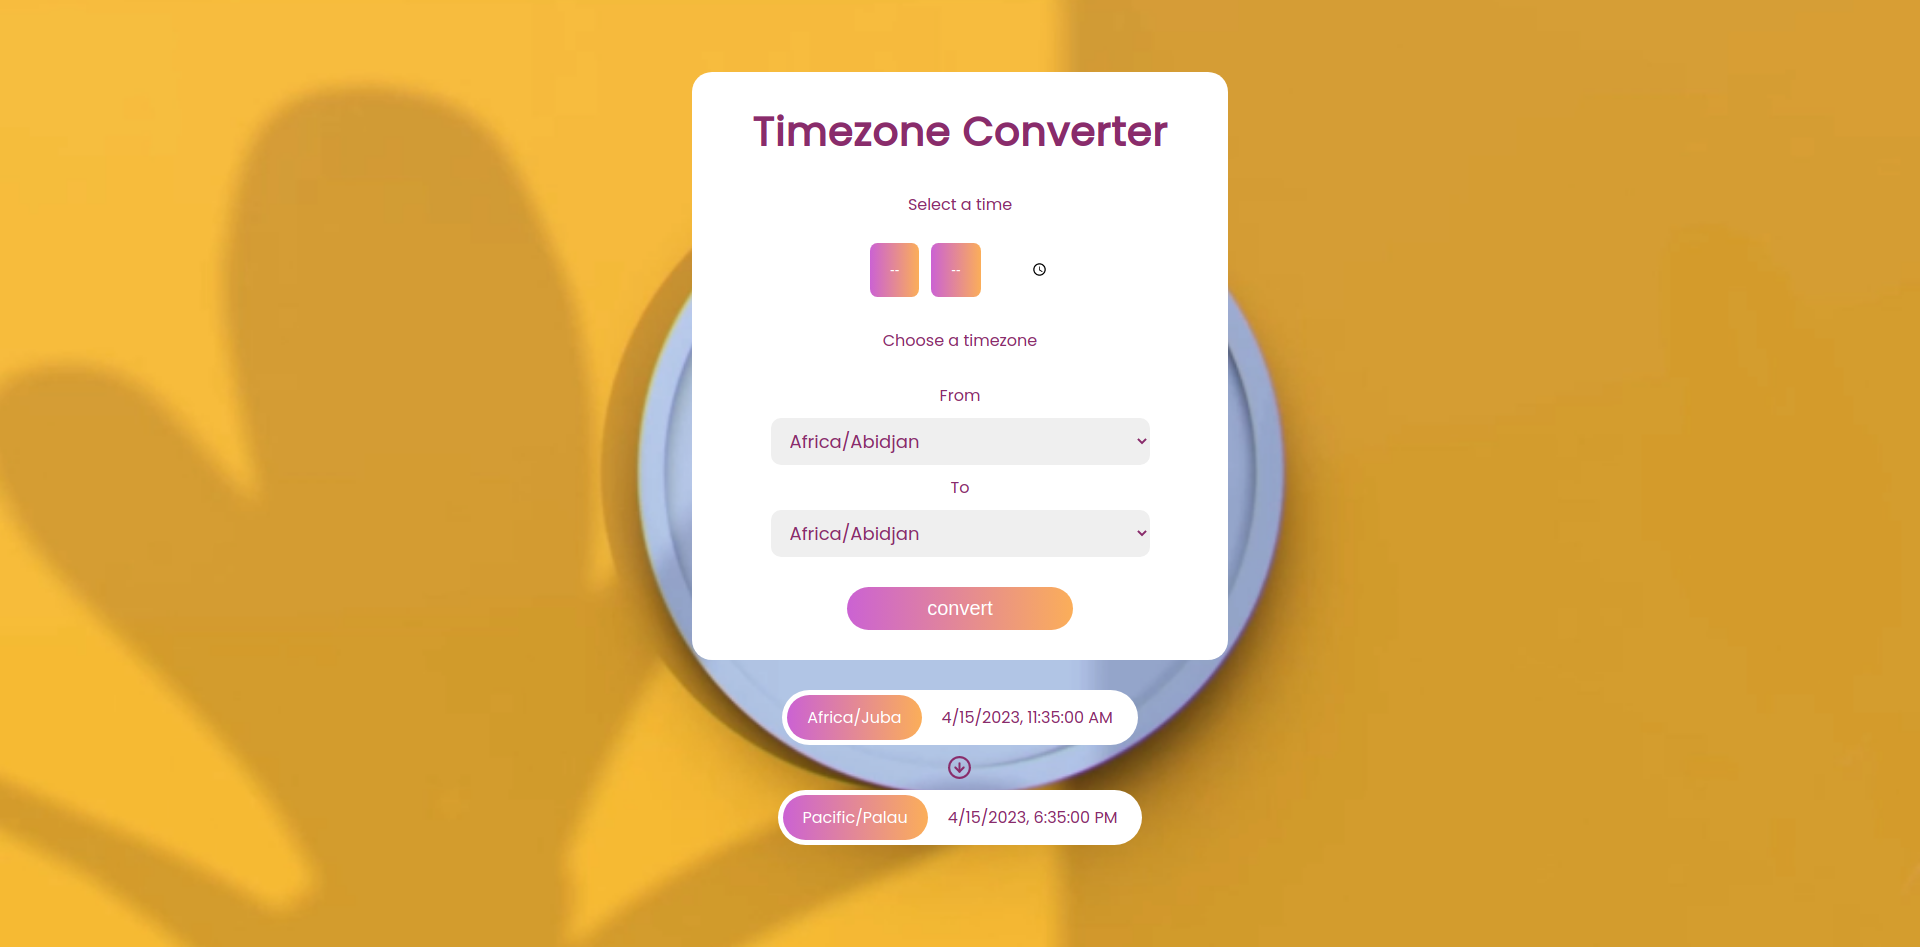 Timezone Converter
Select a time
-- --
Choose a timezone
From
Africa/Abidjan
To
Africa/Abidjan
convert
Africa/Juba 4/15/2023, 11:35:00 AM
Pacific/Palau 4/15/2023, 6:35:00 PM